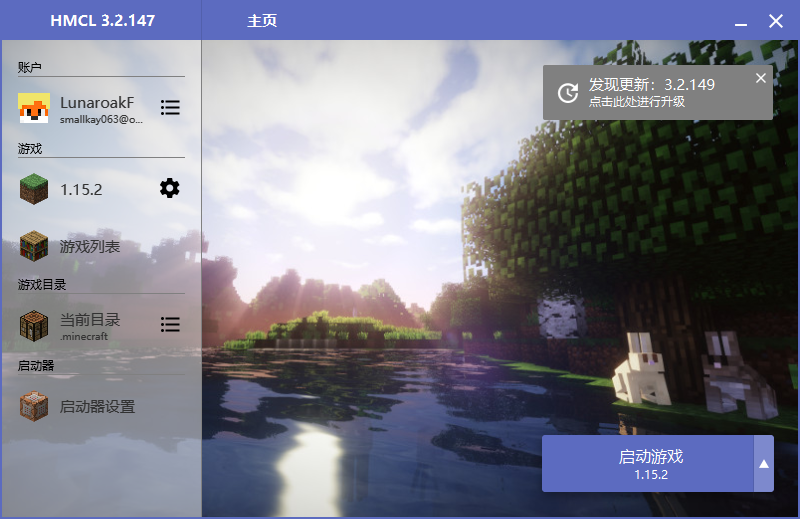 HMCL 3.2.147
主页
账户
LunaroakF
smallkay063@o...
游戏
1.15.2
游戏列表
游戏目录
当前目录
.minecraft
启动器
启动器设置
发现更新：3.2.149
点击此处进行升级
启动游戏
1.15.2